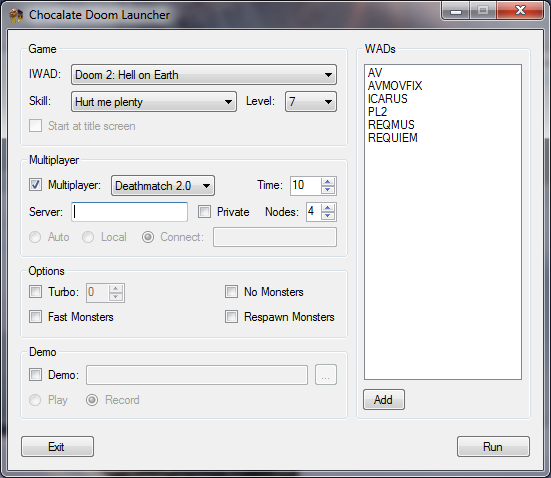 Chocalate Doom Launcher
Game
IWAD: Doom 2: Hell on Earth
Skill: Hurt me plenty Level: 7
Start at title screen
Multiplayer
Multiplayer: Deathmatch 2.0 Time: 10
Server: Private Nodes: 4
Auto Local Connect:
Options
Turbo: 0 No Monsters
Fast Monsters Respawn Monsters
Demo
Demo: ...
Play Record
Exit
WADs
AV
AVMOVFIX
ICARUS
PL2
REQMUS
REQUIEM
Add
Run